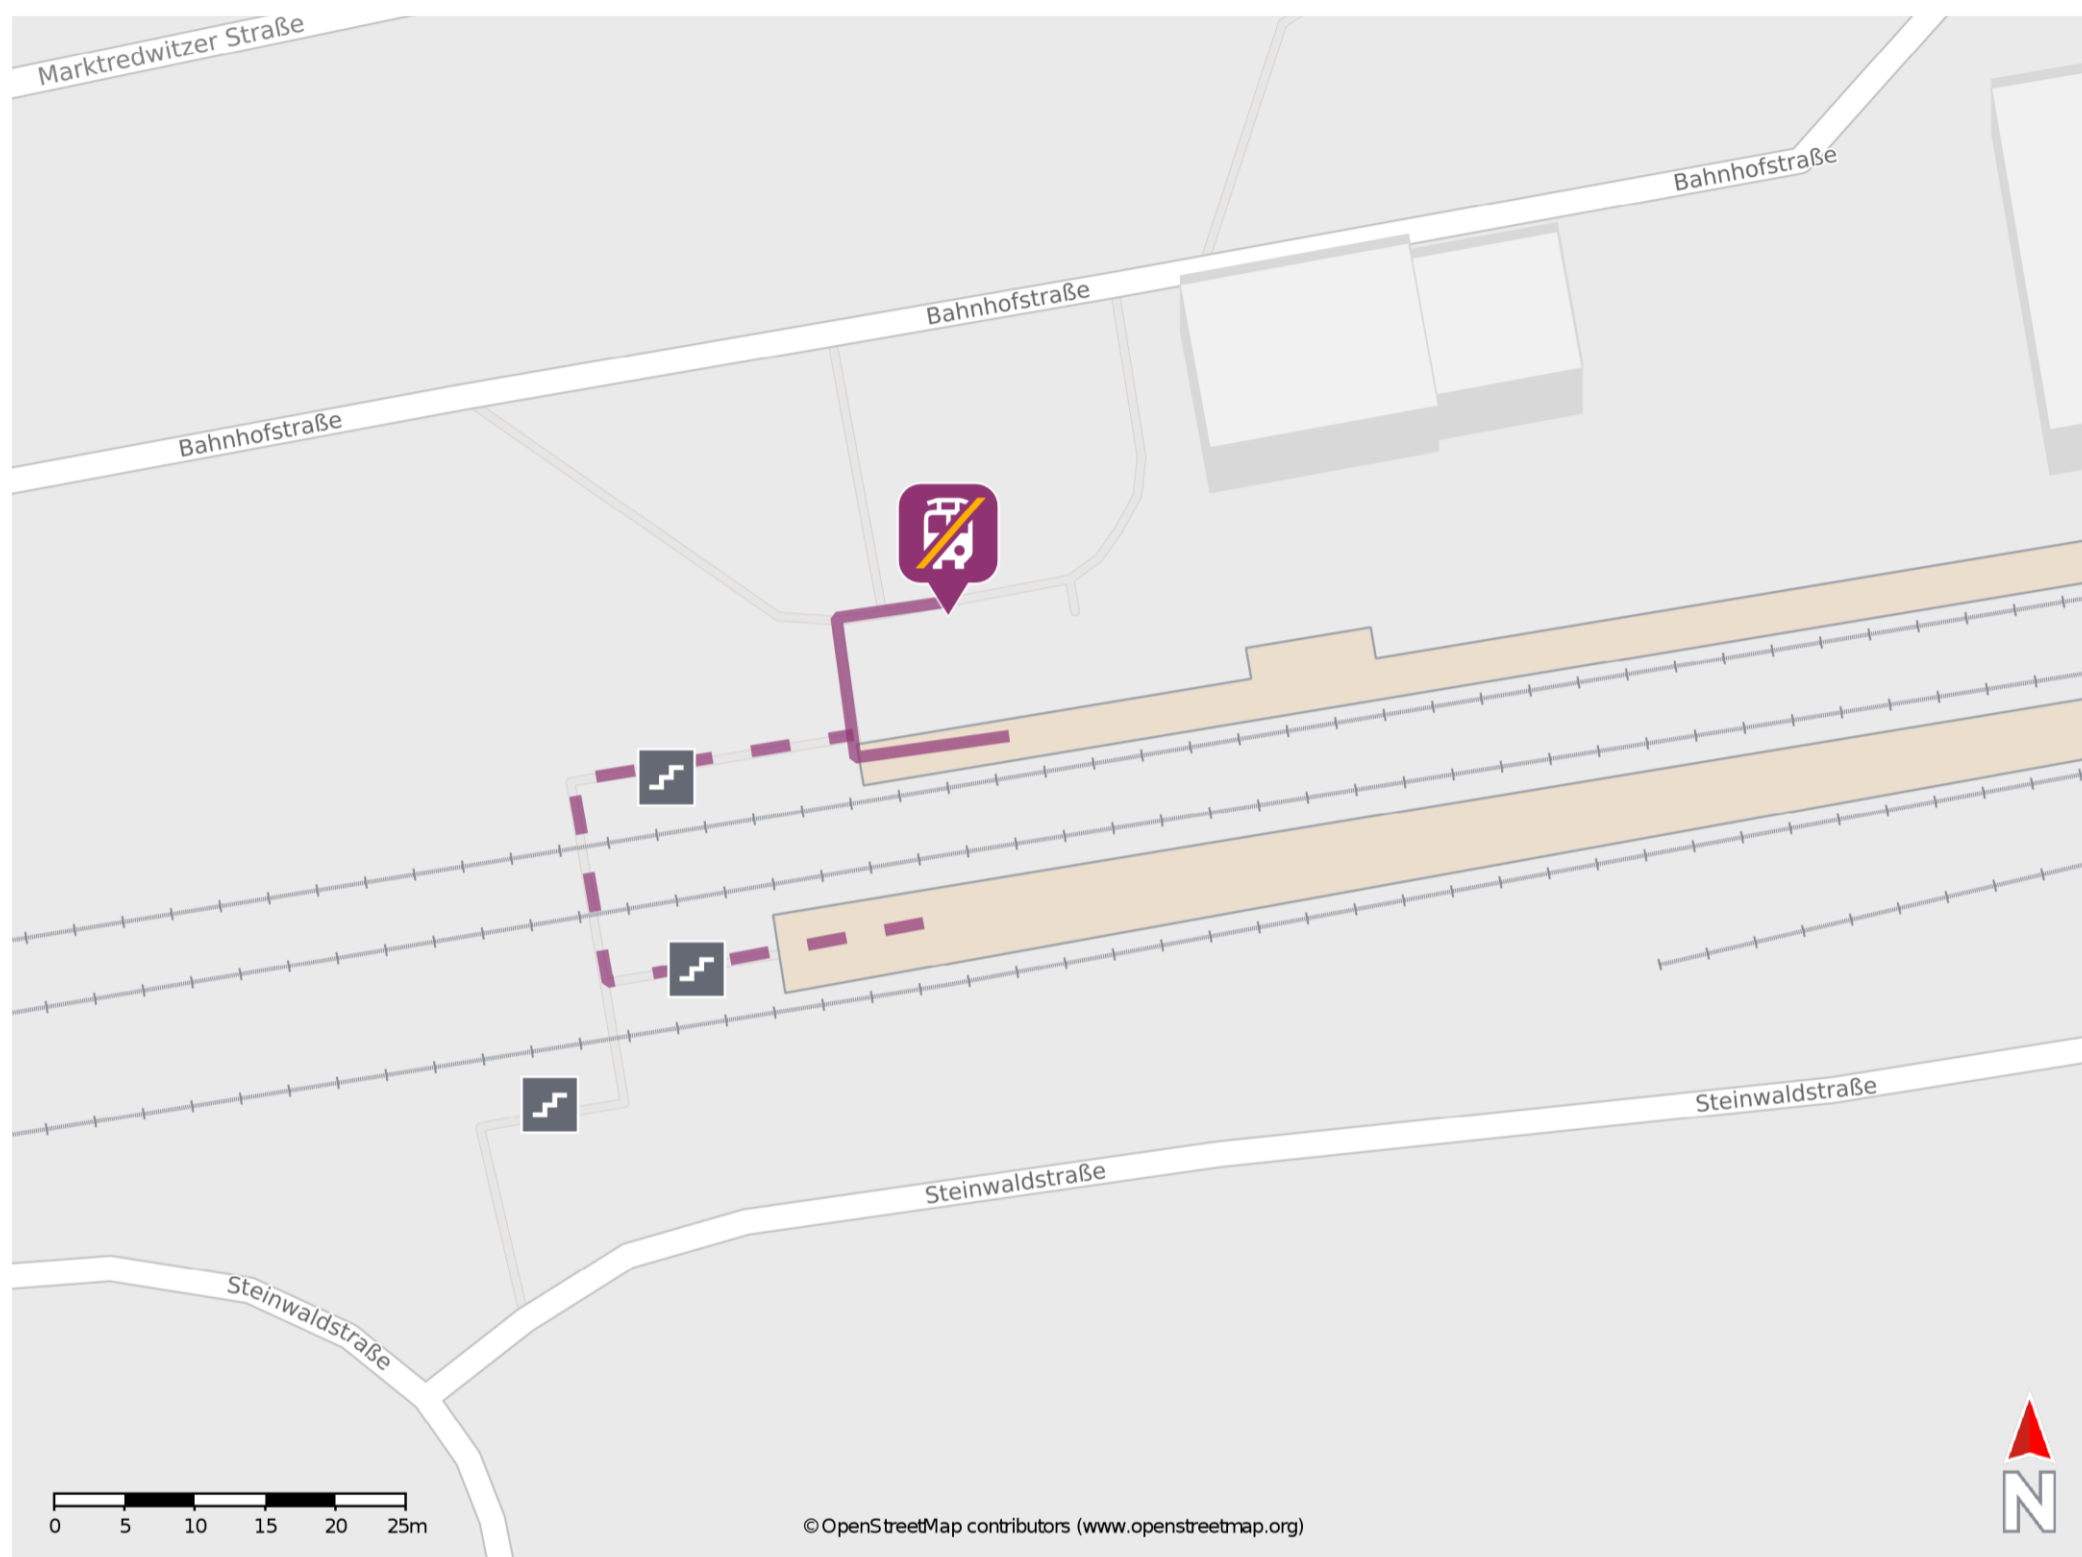 Marktredwitzer Straße
Bahnhofstraße
Bahnhofstraße
Bahnhofstraße
Steinwaldstraße
Steinwaldstraße
Steinwaldstraße
0 5 10 15 20 25m
© OpenStreetMap contributors (www.openstreetmap.org)
N